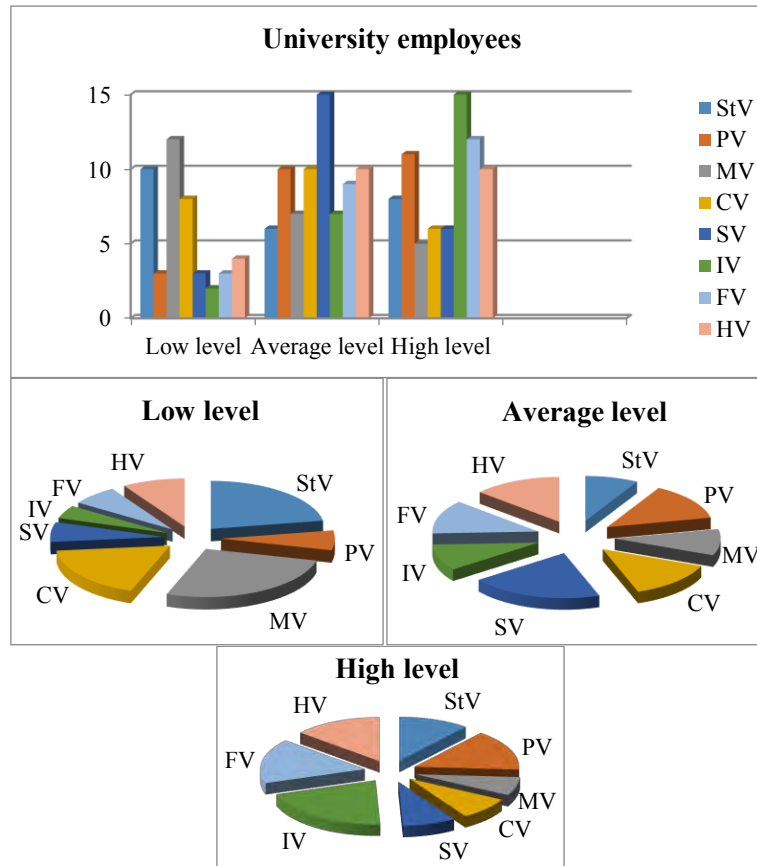 University employees
15
10
5
0
Low level Average level High level
StV
PV
MV
CV
SV
IV
FV
HV
Low level
HV
StV
FV
IV
SV
PV
CV
MV
Average level
HV
StV
PV
FV
MV
IV
CV
SV
High level
HV
StV
PV
FV
MV
CV
IV
SV